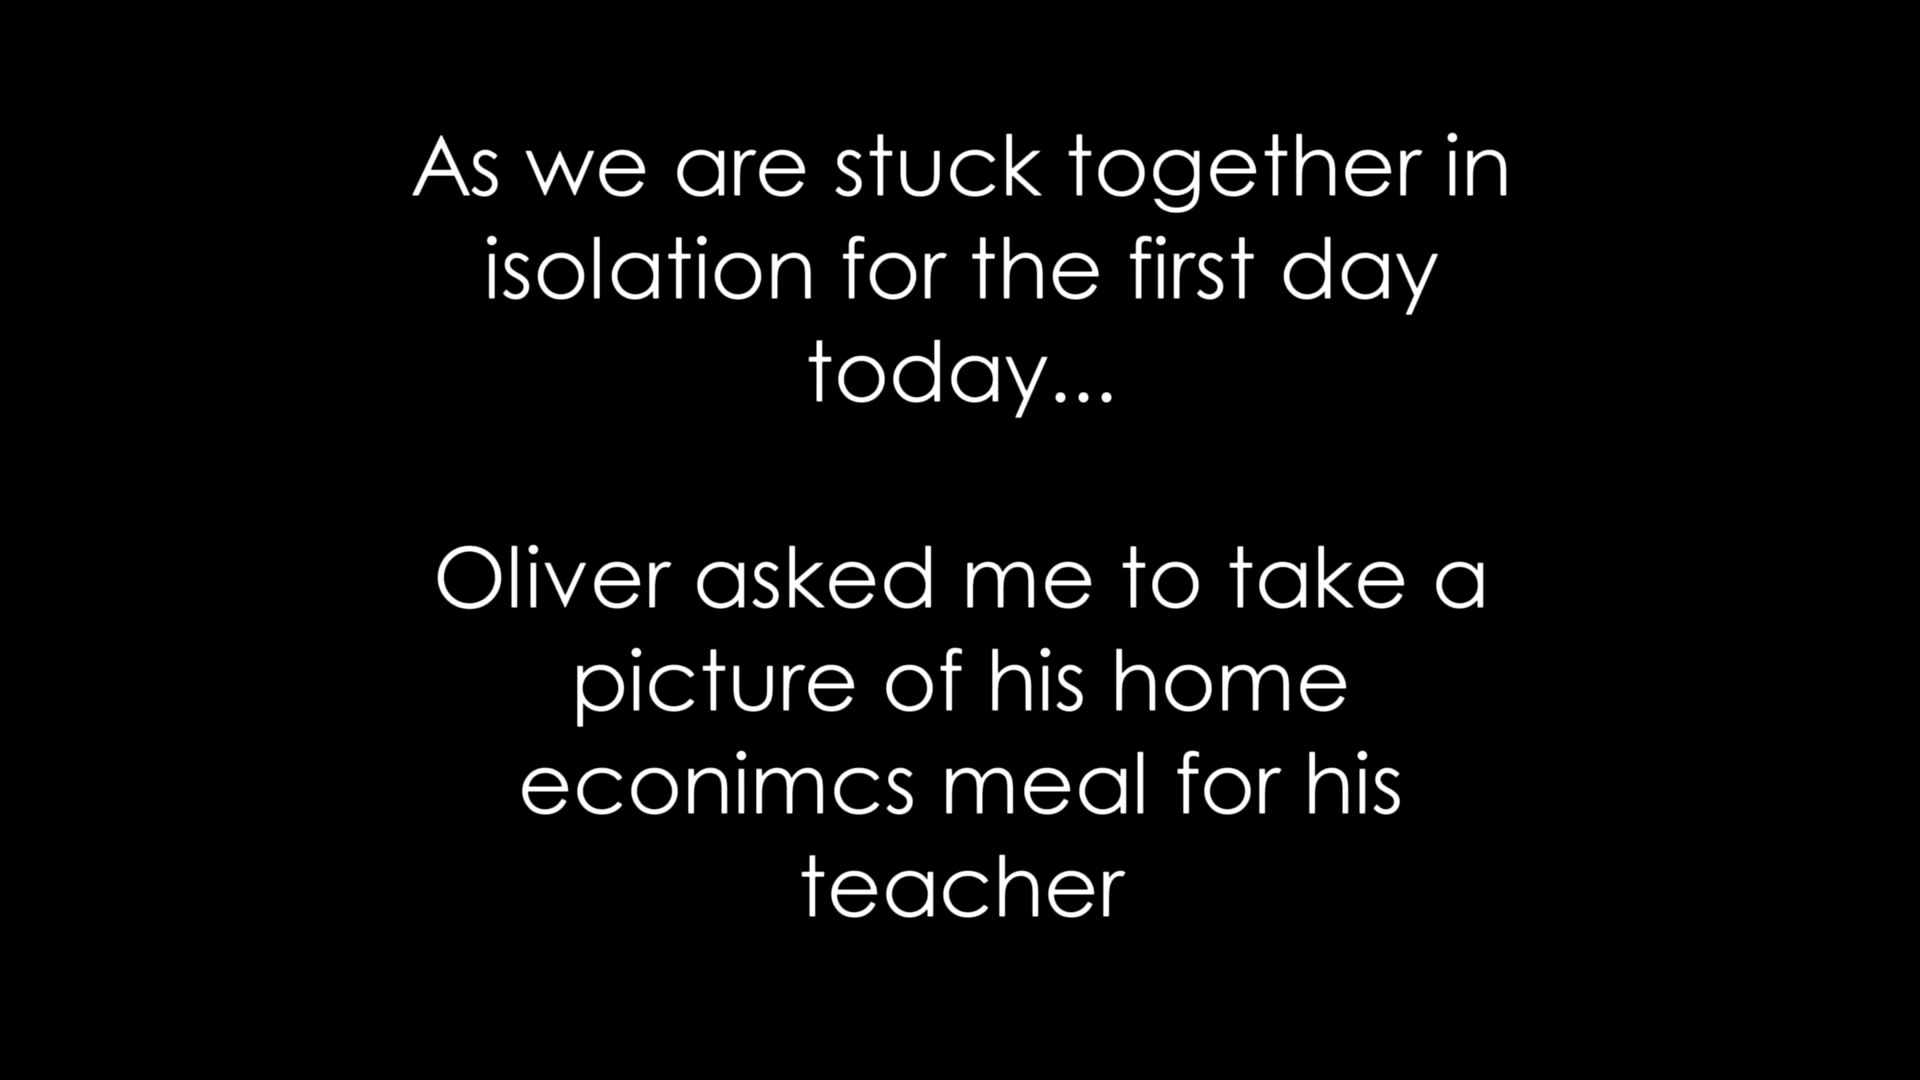 As we are stuck together in
isolation for the first day
today...
Oliver asked me to take a
picture of his home
econimcs meal for his
teacher